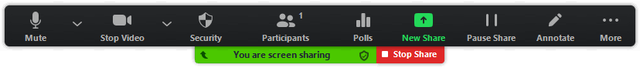 1
Mute Stop Video Security Participants Polls New Share Pause Share Annotate More
You are screen sharing Stop Share